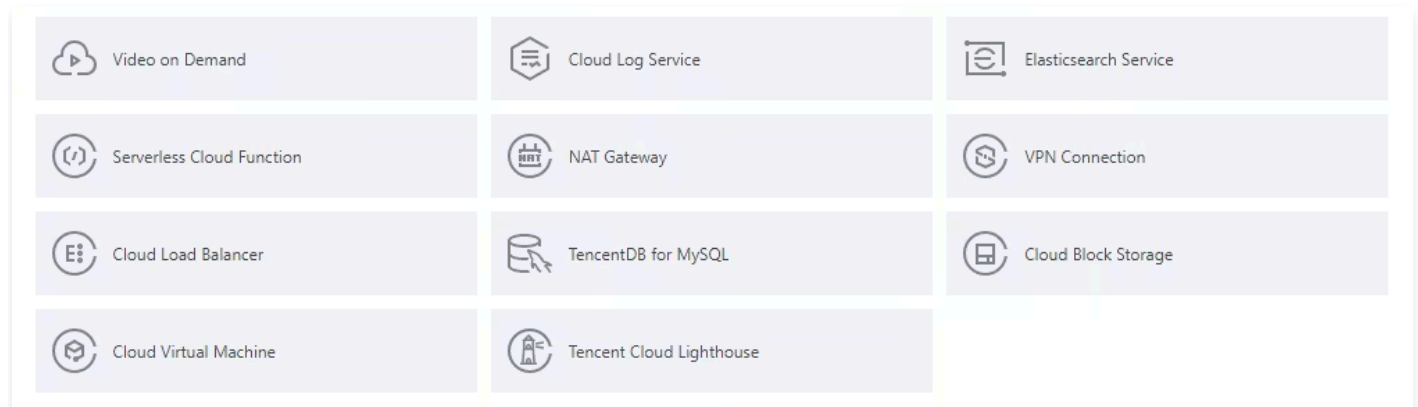 Video on Demand
Cloud Log Service
Elasticsearch Service
Serverless Cloud Function
NAT
NAT Gateway
VPN Connection
E
Cloud Load Balancer
TencentDB for MySQL
Cloud Block Storage
Cloud Virtual Machine
Tencent Cloud Lighthouse